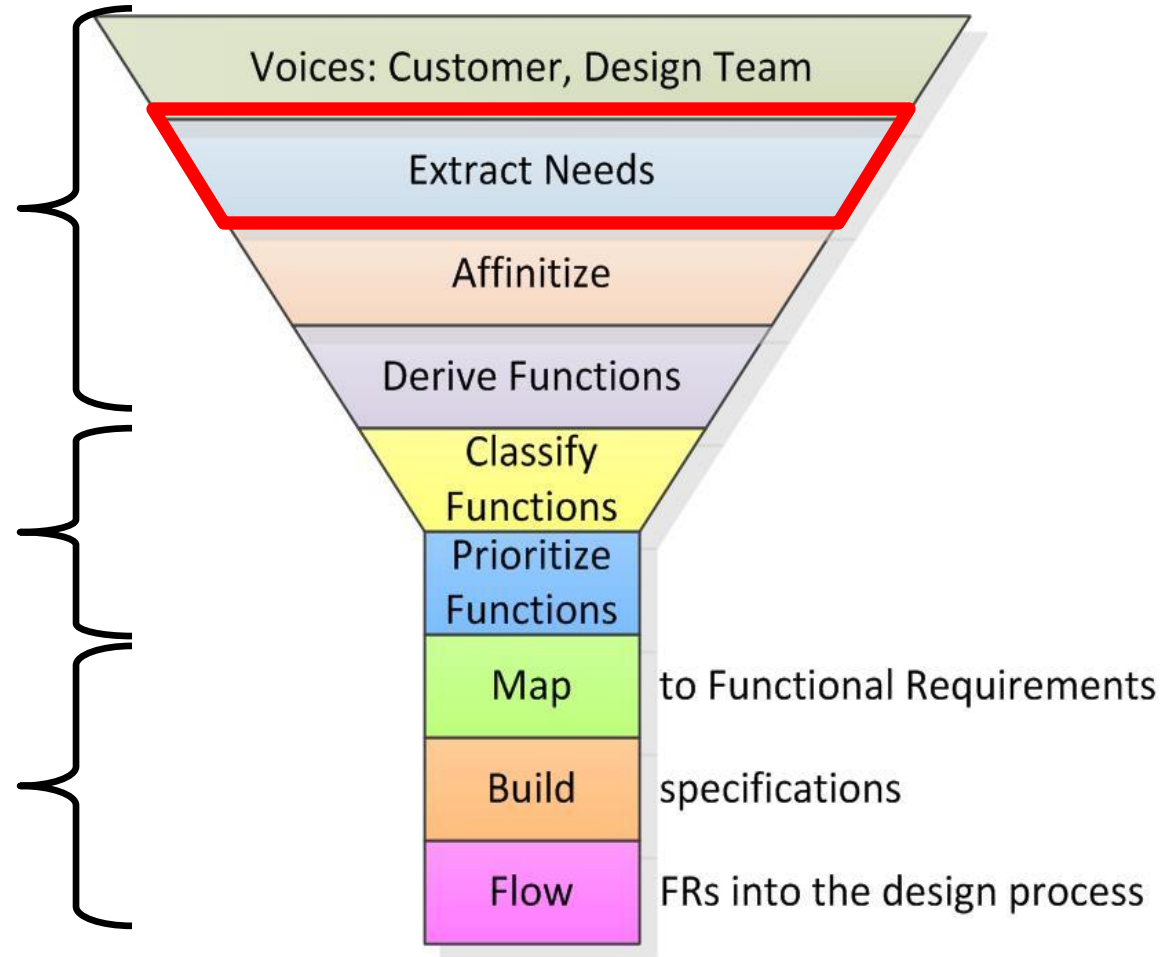 Voices: Customer, Design Team
Extract Needs
Affinitize
Derive Functions
Classify
Functions
Prioritize
Functions
Map to Functional Requirements
Build specifications
Flow FRs into the design process